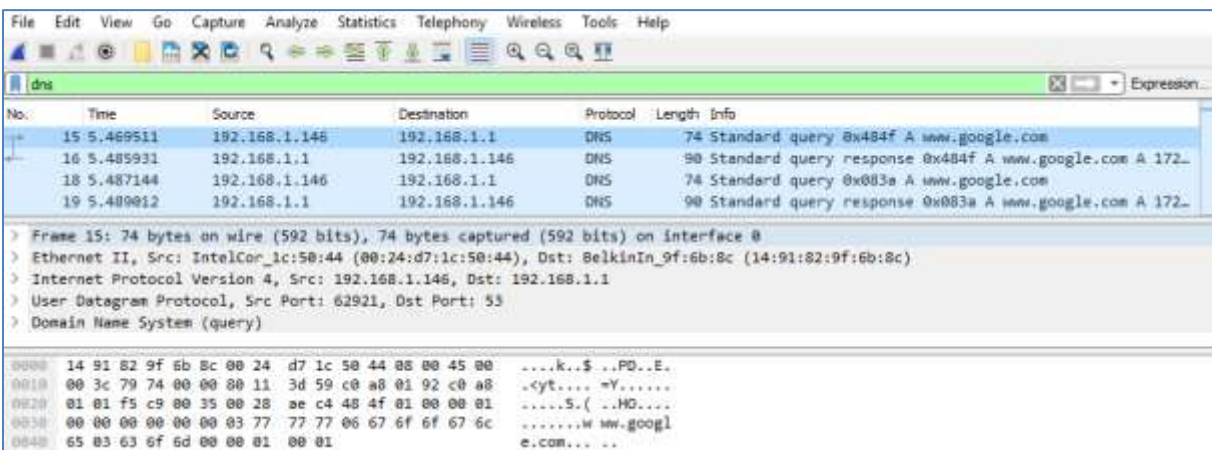 File Edit View Go Capture Analyze Statistics Telephony Wireless Tools Help
dns Expression...
No. Time Source Destination Protocol Length Info
15 5.469511 192.168.1.146 192.168.1.1 DNS 74 Standard query 0x484f A www.google.com
16 5.485931 192.168.1.1 192.168.1.146 DNS 90 Standard query response 0x484f A www.google.com A 172…
18 5.487144 192.168.1.146 192.168.1.1 DNS 74 Standard query 0x083a A www.google.com
19 5.489012 192.168.1.1 192.168.1.146 DNS 90 Standard query response 0x083a A www.google.com A 172…
> Frame 15: 74 bytes on wire (592 bits), 74 bytes captured (592 bits) on interface 0
> Ethernet II, Src: IntelCor_1c:50:44 (00:24:d7:1c:50:44), Dst: BelkinIn_9f:6b:8c (14:91:82:9f:6b:8c)
> Internet Protocol Version 4, Src: 192.168.1.146, Dst: 192.168.1.1
> User Datagram Protocol, Src Port: 62921, Dst Port: 53
> Domain Name System (query)
0000 14 91 82 9f 6b 8c 00 24 d7 1c 50 44 08 00 45 00 ....k..$ ..PD..E.
0010 00 3c 79 74 00 00 80 11 3d 59 c0 a8 01 92 c0 a8 .<yt.... =Y......
0020 01 01 f5 c9 00 35 00 28 ae c4 48 4f 01 00 00 01 .....5.( ..HO....
0030 00 00 00 00 00 00 03 77 77 77 06 67 6f 6f 67 6c .......w ww.googl
0040 65 03 63 6f 6d 00 00 01 00 01 e.com... ..